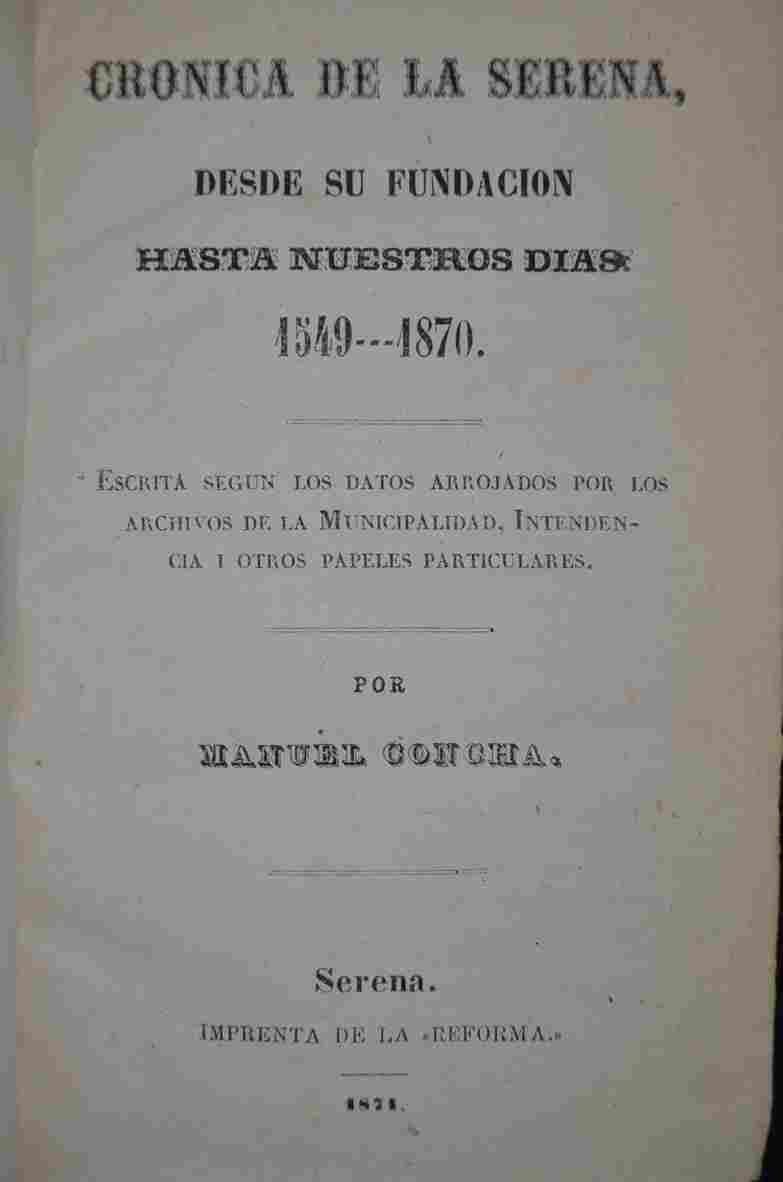 CRONICA DE LA SERENA,
DESDE SU FUNDACION
HASTA NUESTROS DIAS
1549---1870.
ESCRITA SEGUN LOS DATOS ARROJADOS POR LOS
ARCHIVOS DE LA MUNICIPALIDAD, INTENDEN-
CIA I OTROS PAPELES PARTICULARES.
POR
MANUEL CONCHA.
Serena.
IMPRENTA DE LA «REFORMA.»
1871.